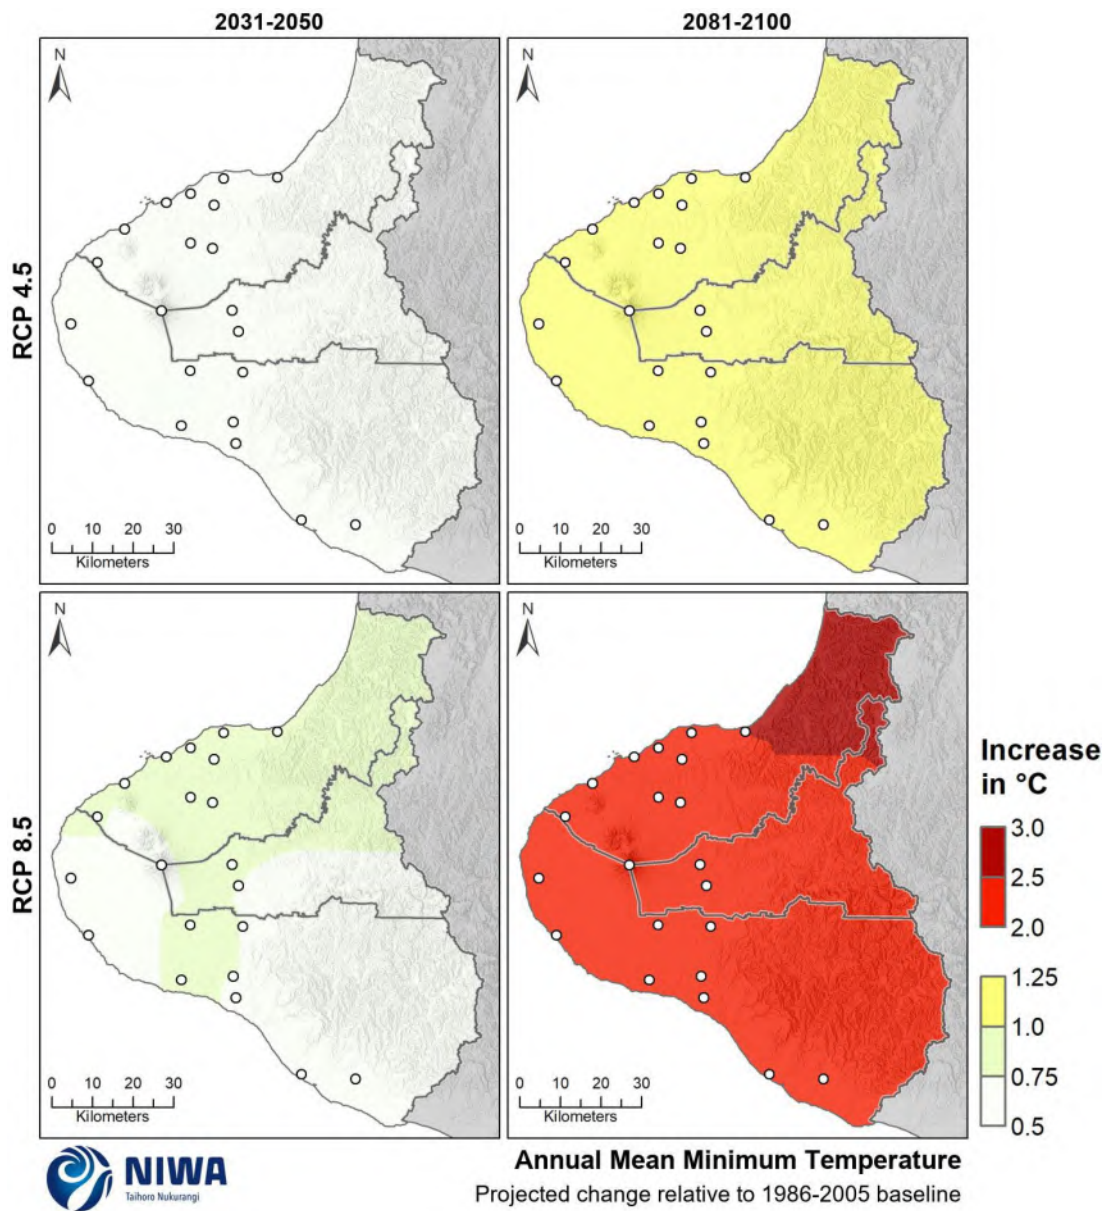 2031-2050
2081-2100
RCP 4.5
N
0 10 20 30
Kilometers
N
0 10 20 30
Kilometers
RCP 8.5
N
0 10 20 30
Kilometers
N
0 10 20 30
Kilometers
Increase
in °C
3.0
2.5
2.0
1.25
1.0
0.75
0.5
NIWA
Taihoro Nukurangi
Annual Mean Minimum Temperature
Projected change relative to 1986-2005 baseline